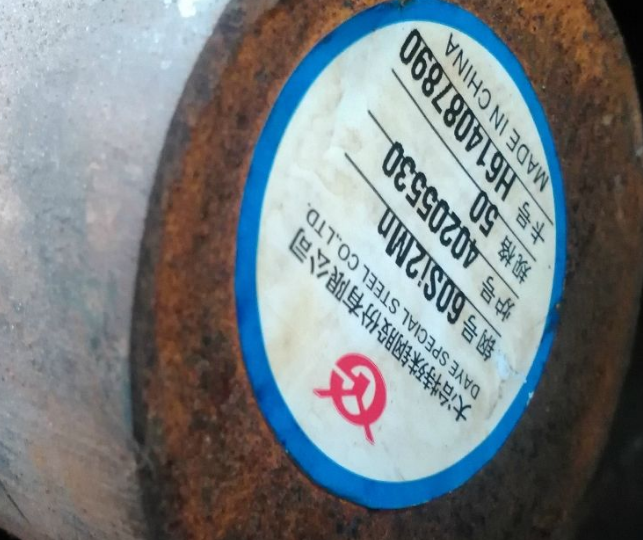 大冶特殊钢股份有限公司
DAYE SPECIAL STEEL CO.,LTD.
钢号 60Si2Mn
炉号 40205530
规格 50
卡号 H614087890
MADE IN CHINA